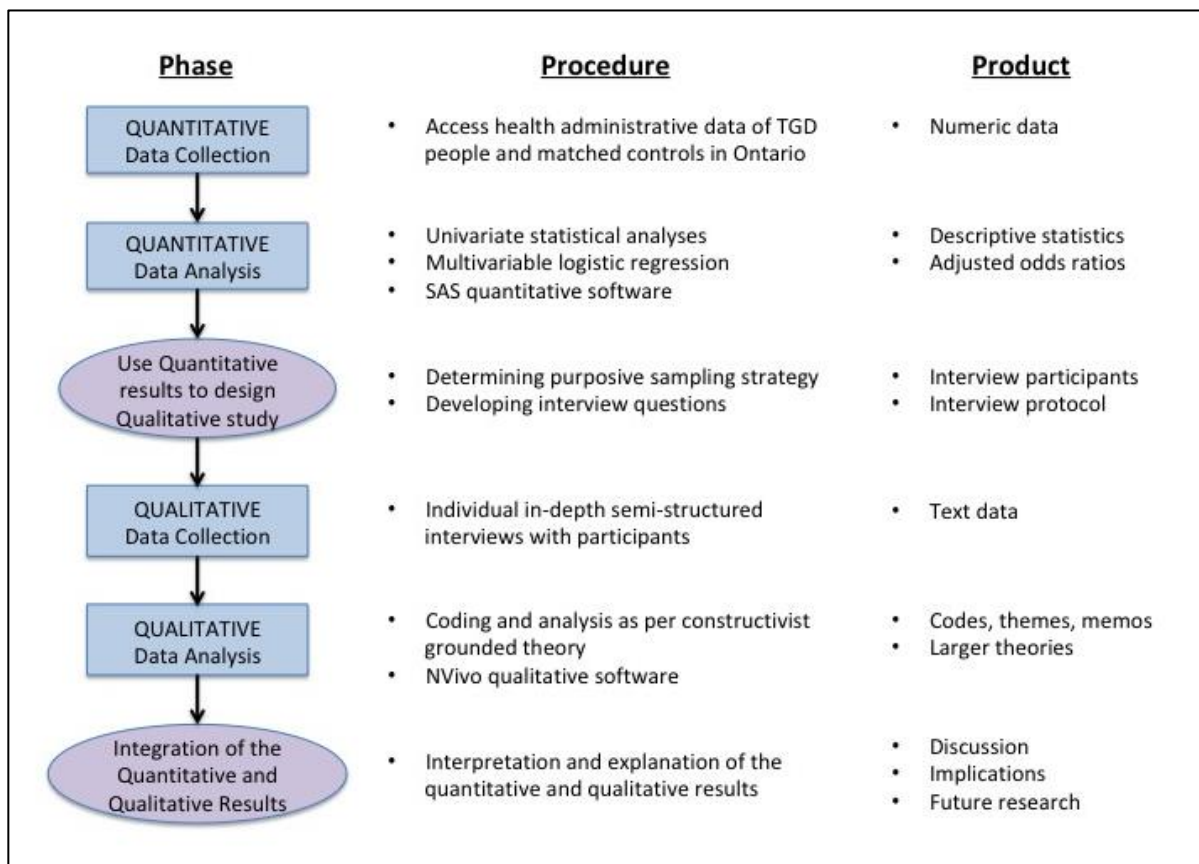 Phase
Procedure
Product
QUANTITATIVE
Data Collection
• Access health administrative data of TGD
people and matched controls in Ontario
• Numeric data
QUANTITATIVE
Data Analysis
• Univariate statistical analyses
• Multivariable logistic regression
• SAS quantitative software
• Descriptive statistics
• Adjusted odds ratios
Use Quantitative
results to design
Qualitative study
• Determining purposive sampling strategy
• Developing interview questions
• Interview participants
• Interview protocol
QUALITATIVE
Data Collection
• Individual in-depth semi-structured
interviews with participants
• Text data
QUALITATIVE
Data Analysis
• Coding and analysis as per constructivist
grounded theory
• NVivo qualitative software
• Codes, themes, memos
• Larger theories
Integration of the
Quantitative and
Qualitative Results
• Interpretation and explanation of the
quantitative and qualitative results
• Discussion
• Implications
• Future research